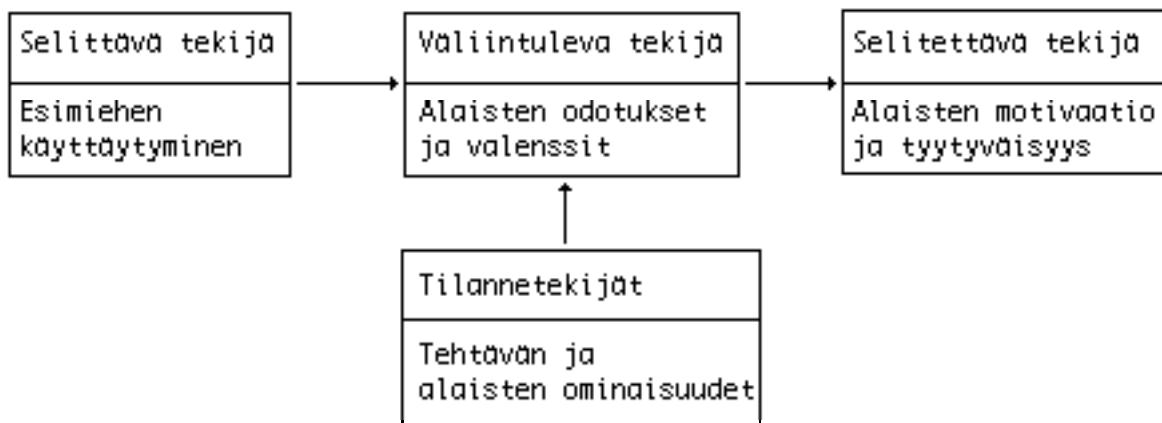 Selittävä tekijä
Esimiehen
käyttäytyminen
Väliintuleva tekijä
Alaisten odotukset
ja valenssit
Selitettävä tekijä
Alaisten motivaatio
ja tyytyväisyys
Tilannetekijät
Tehtävän ja
alaisten ominaisuudet